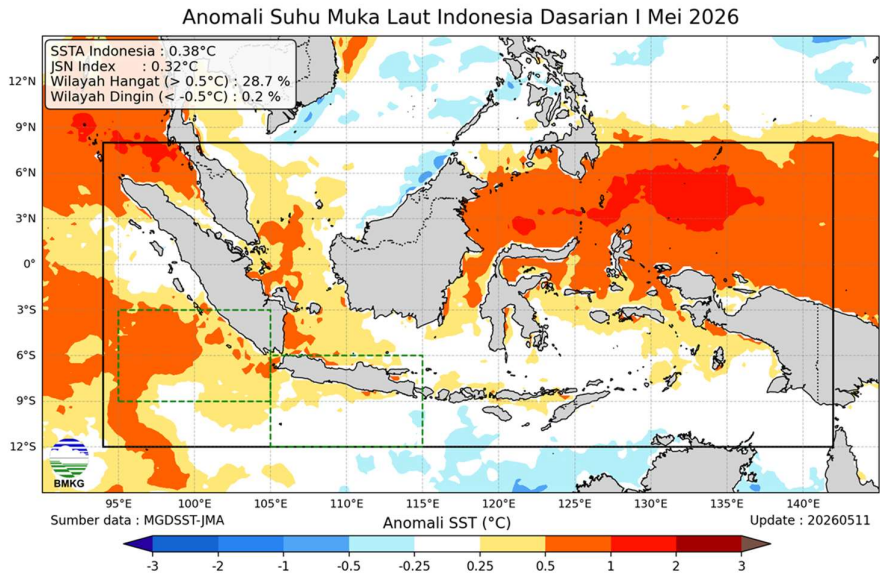 Anomali Suhu Muka Laut Indonesia Dasarian I Mei 2026
SSTA Indonesia : 0.38°C
JSN Index : 0.32°C
Wilayah Hangat (> 0.5°C) : 28.7 %
Wilayah Dingin (< -0.5°C) : 0.2 %
15°N
12°N
9°N
6°N
3°N
0°
3°S
6°S
9°S
12°S
BMKG
95°E 100°E 105°E 110°E 115°E 120°E 125°E 130°E 135°E 140°E
Sumber data : MGDSST-JMA
Anomali SST (°C)
Update : 20260511
-3 -2 -1 -0.5 -0.25 0.25 0.5 1 2 3